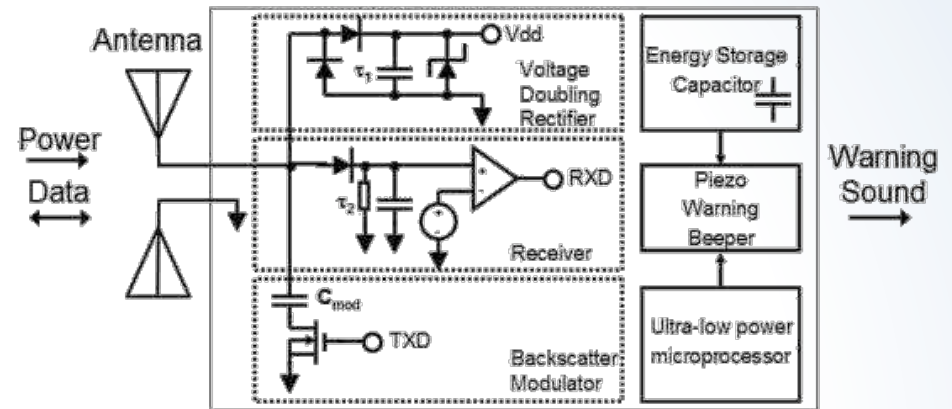 Antenna
Power
Data
Vdd
τ1
Voltage
Doubling
Rectifier
RXD
τ2
Receiver
Cmod
TXD
Backscatter
Modulator
Energy Storage
Capacitor
Piezo
Warning
Beeper
Ultra-low power
microprocessor
Warning
Sound